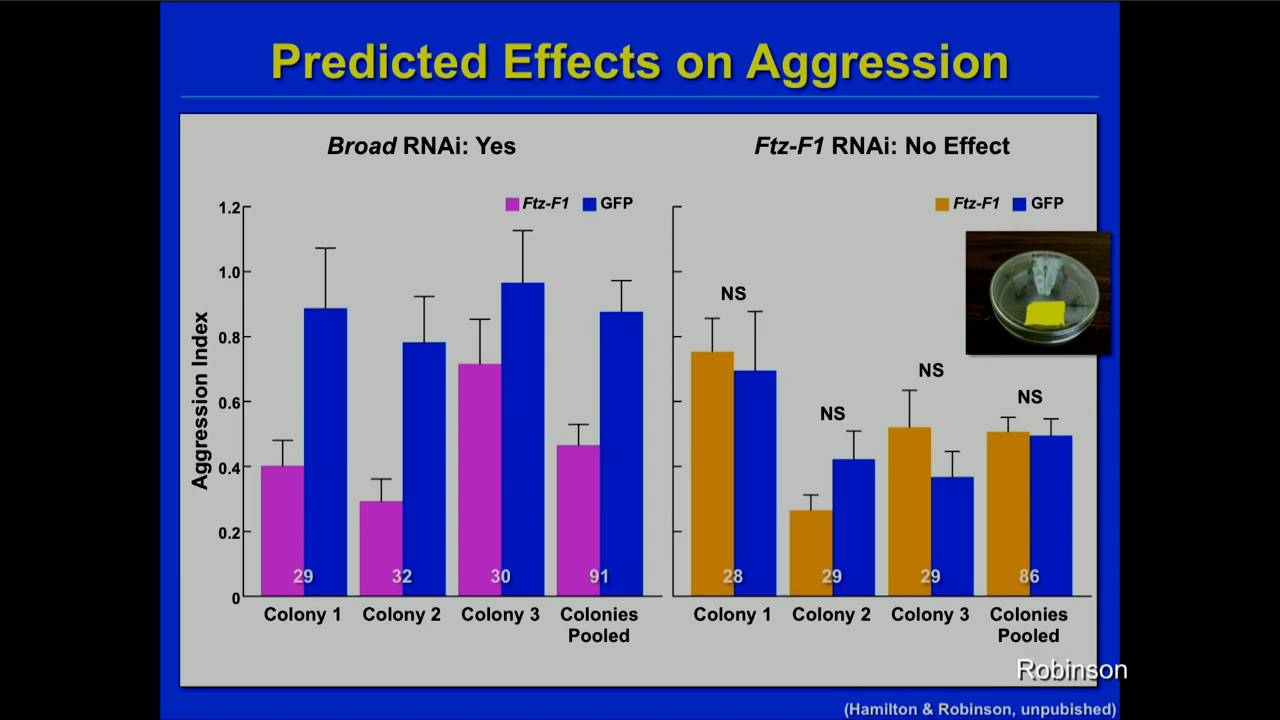 Predicted Effects on Aggression
Broad RNAi: Yes
Ftz-F1 RNAi: No Effect
Ftz-F1 GFP
Ftz-F1 GFP
Aggression Index
1.2
1.0
0.8
0.6
0.4
0.2
0
NS
NS
NS
NS
29 32 30 91
28 29 29 86
Colony 1 Colony 2 Colony 3 Colonies
Pooled
Colony 1 Colony 2 Colony 3 Colonies
Pooled
Robinson
(Hamilton & Robinson, unpubished)